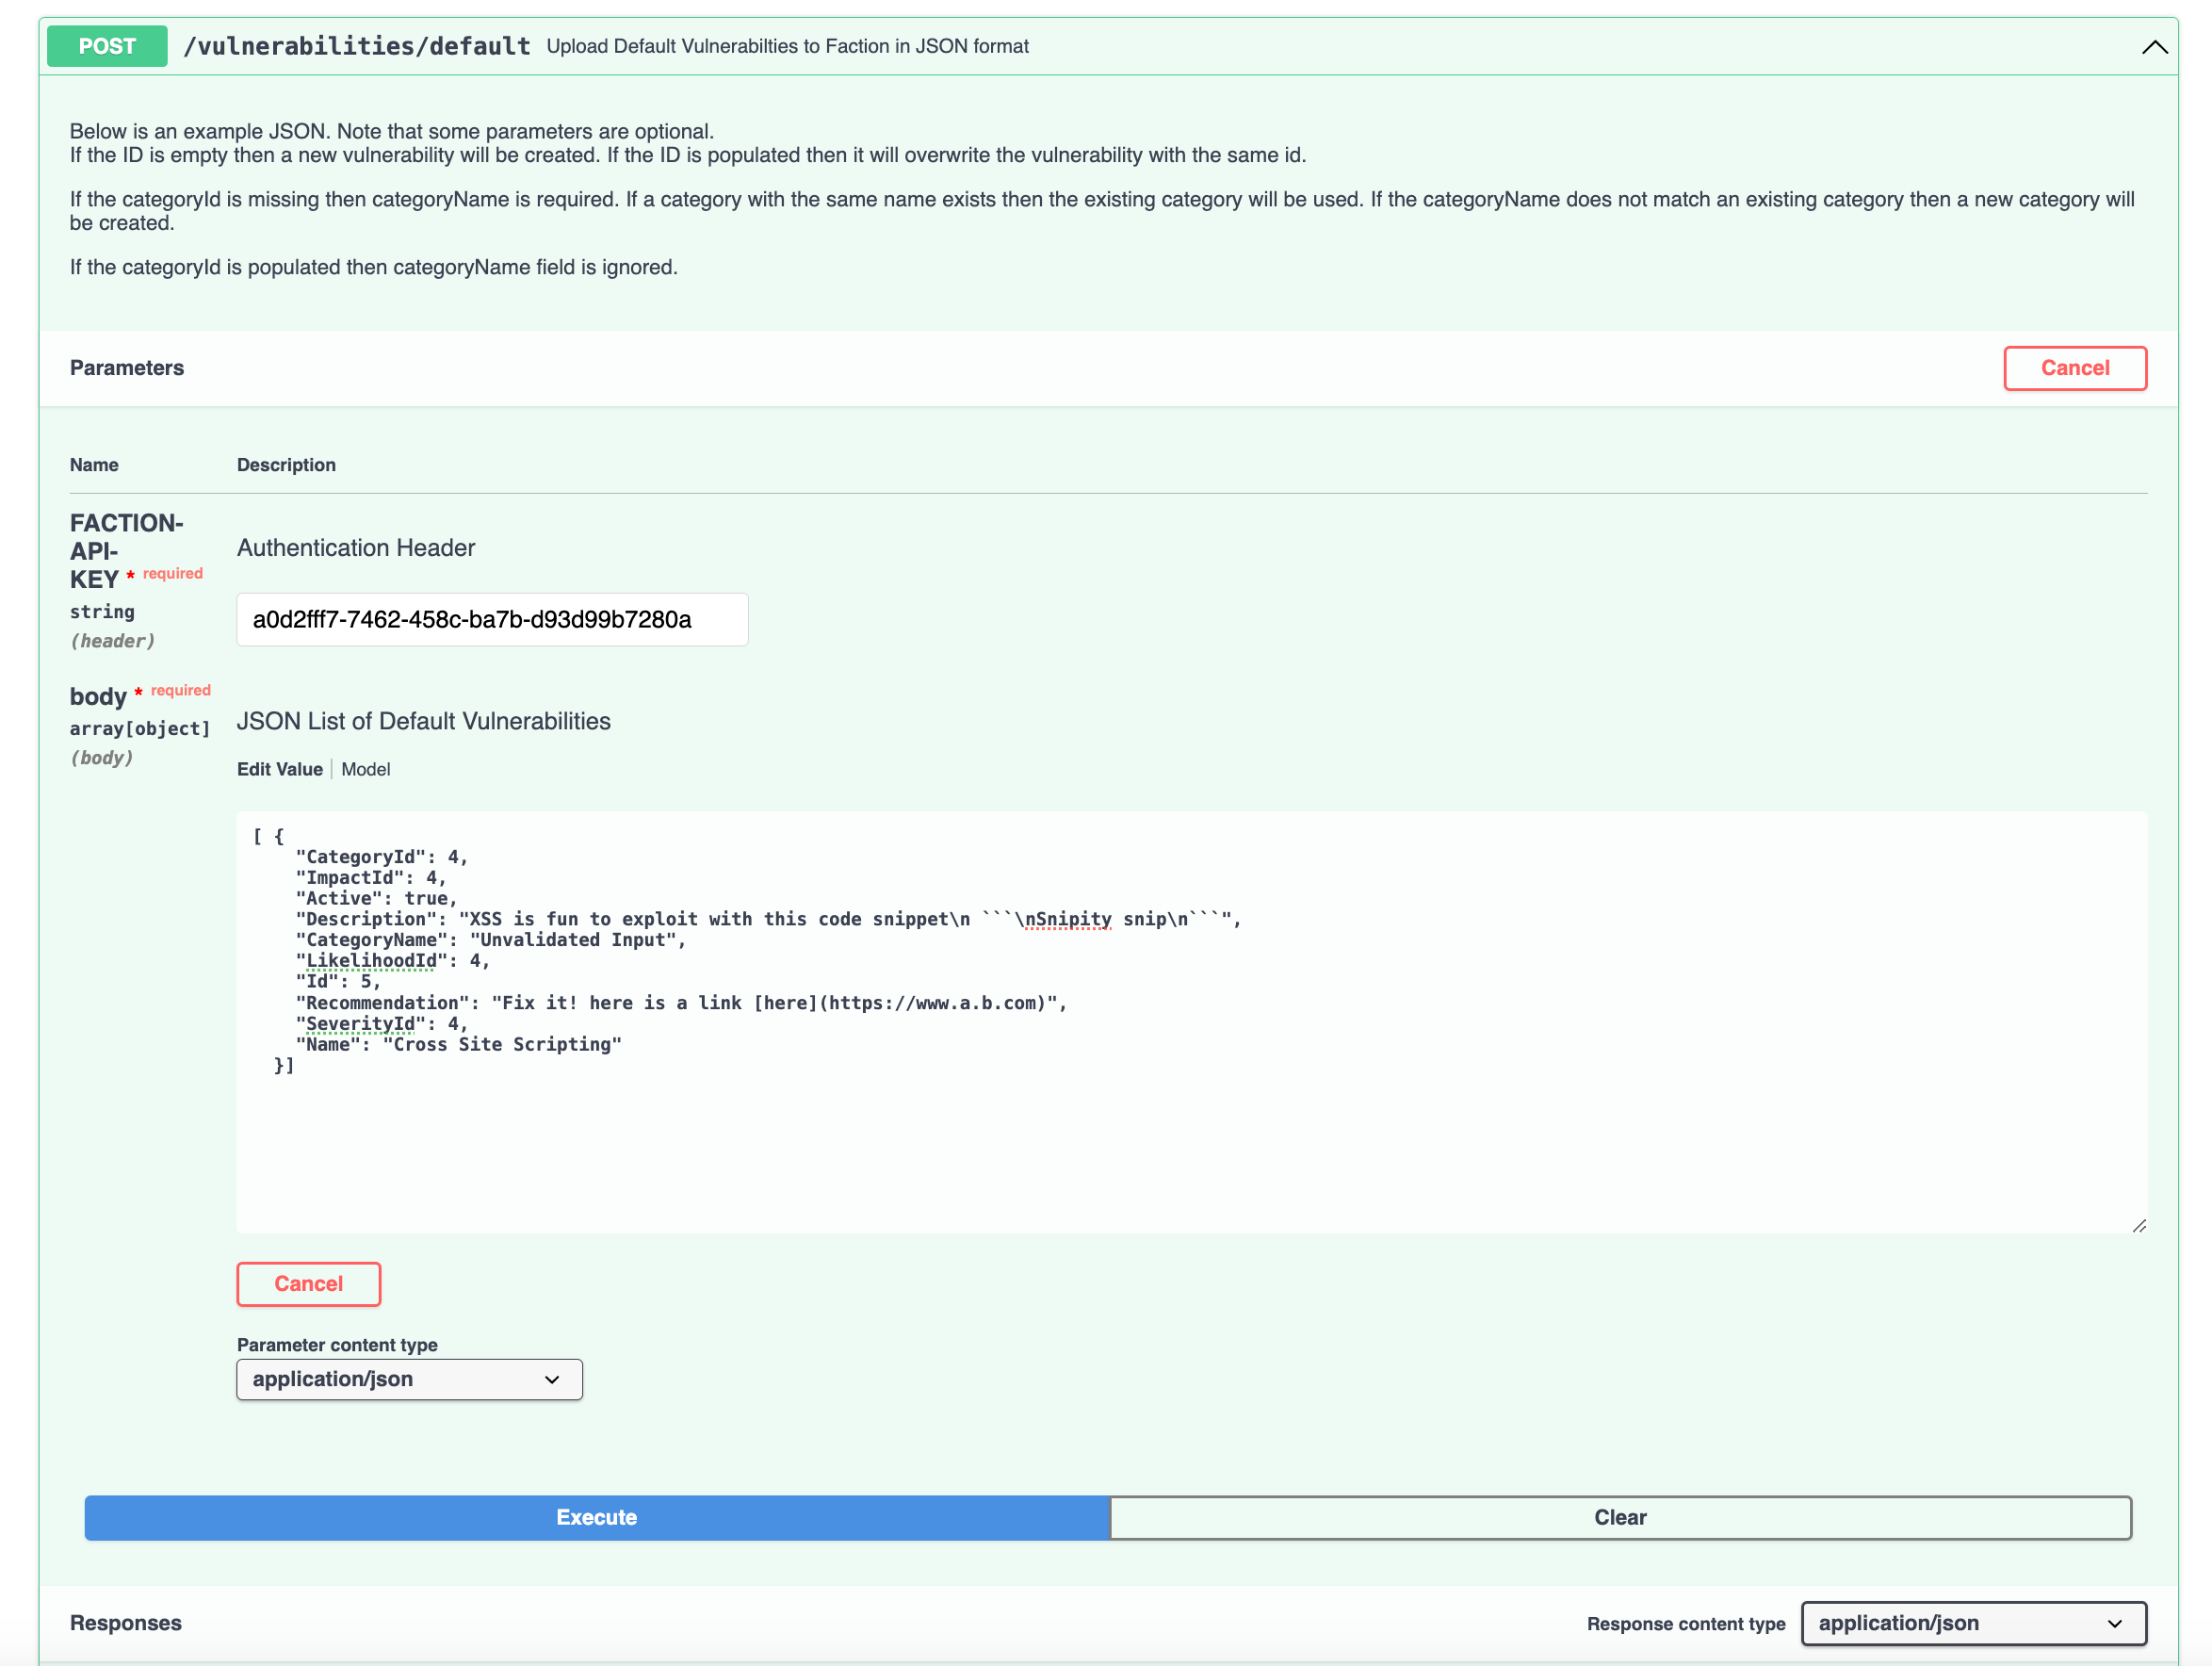 POST /vulnerabilities/default Upload Default Vulnerabilties to Faction in JSON format
Below is an example JSON. Note that some parameters are optional.
If the ID is empty then a new vulnerability will be created. If the ID is populated then it will overwrite the vulnerability with the same id.
If the categoryId is missing then categoryName is required. If a category with the same name exists then the existing category will be used. If the categoryName does not match an existing category then a new category will
be created.
If the categoryId is populated then categoryName field is ignored.
Parameters Cancel
Name Description
FACTION-
API-
KEY * required
string
(header)
Authentication Header
a0d2fff7-7462-458c-ba7b-d93d99b7280a
body * required
array[object]
(body)
JSON List of Default Vulnerabilities
Edit Value | Model
[ {
    "CategoryId": 4,
    "ImpactId": 4,
    "Active": true,
    "Description": "XSS is fun to exploit with this code snippet\n ```\nSnipity snip\n```",
    "CategoryName": "Unvalidated Input",
    "LikelihoodId": 4,
    "Id": 5,
    "Recommendation": "Fix it! here is a link [here](https://www.a.b.com)",
    "SeverityId": 4,
    "Name": "Cross Site Scripting"
  }]
Cancel
Parameter content type
application/json
Execute Clear
Responses Response content type application/json